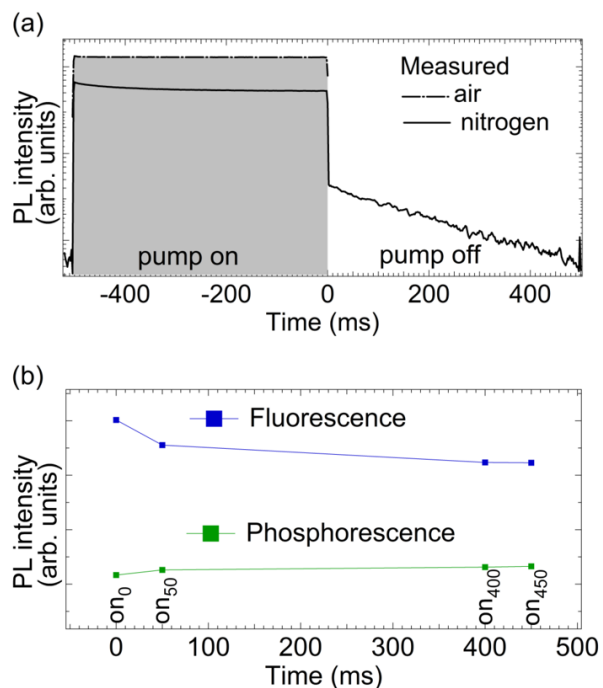 (a)
PL intensity
(arb. units)
Measured
air
nitrogen
pump on
pump off
-400 -200 0 200 400
Time (ms)
(b)
PL intensity
(arb. units)
Fluorescence
Phosphorescence
on0 on50 on400 on450
0 100 200 300 400 500
Time (ms)